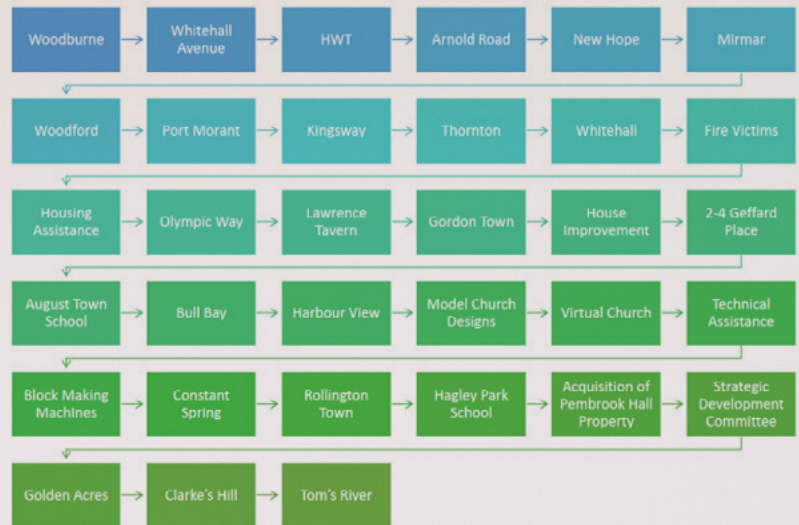 Woodburne
Whitehall
Avenue
HWT
Arnold Road
New Hope
Mirmar
Woodford
Port Morant
Kingsway
Thornton
Whitehall
Fire Victims
Housing
Assistance
Olympic Way
Lawrence
Tavern
Gordon Town
House
Improvement
2-4 Geffard
Place
August Town
School
Bull Bay
Harbour View
Model Church
Designs
Virtual Church
Technical
Assistance
Block Making
Machines
Constant
Spring
Rollington
Town
Hagley Park
School
Acquisition of
Pembrook Hall
Property
Strategic
Development
Committee
Golden Acres
Clarke's Hill
Tom's River